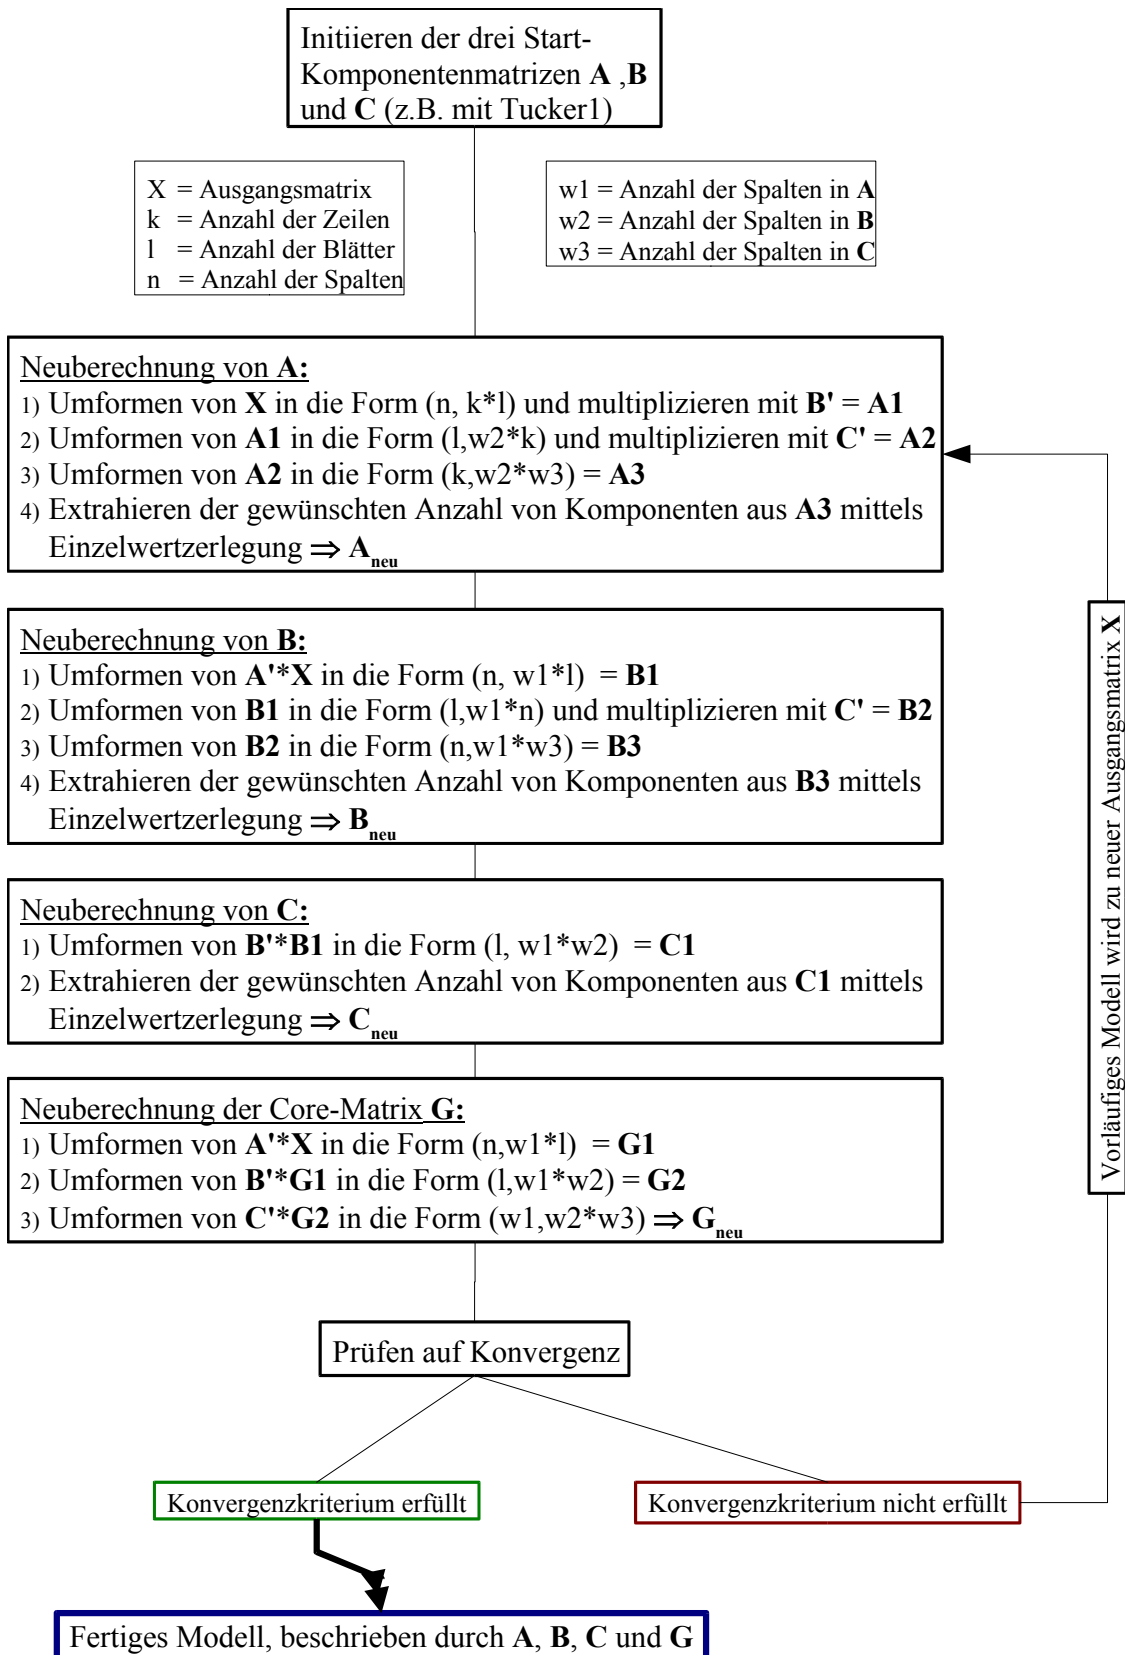 Initiieren der drei Start-
Komponentenmatrizen A ,B
und C (z.B. mit Tucker1)
X = Ausgangsmatrix
k = Anzahl der Zeilen
l = Anzahl der Blätter
n = Anzahl der Spalten
w1 = Anzahl der Spalten in A
w2 = Anzahl der Spalten in B
w3 = Anzahl der Spalten in C
Neuberechnung von A:
1) Umformen von X in die Form (n, k*l) und multiplizieren mit B' = A1
2) Umformen von A1 in die Form (l,w2*k) und multiplizieren mit C' = A2
3) Umformen von A2 in die Form (k,w2*w3) = A3
4) Extrahieren der gewünschten Anzahl von Komponenten aus A3 mittels
Einzelwertzerlegung ⇒ A neu
Neuberechnung von B:
1) Umformen von A'*X in die Form (n, w1*l) = B1
2) Umformen von B1 in die Form (l,w1*n) und multiplizieren mit C' = B2
3) Umformen von B2 in die Form (n,w1*w3) = B3
4) Extrahieren der gewünschten Anzahl von Komponenten aus B3 mittels
Einzelwertzerlegung ⇒ B neu
Neuberechnung von C:
1) Umformen von B'*B1 in die Form (l, w1*w2) = C1
2) Extrahieren der gewünschten Anzahl von Komponenten aus C1 mittels
Einzelwertzerlegung ⇒ C neu
Neuberechnung der Core-Matrix G:
1) Umformen von A'*X in die Form (n,w1*l) = G1
2) Umformen von B'*G1 in die Form (l,w1*w2) = G2
3) Umformen von C'*G2 in die Form (w1,w2*w3) ⇒ G neu
Vorläufiges Modell wird zu neuer Ausgangsmatrix X
Prüfen auf Konvergenz
Konvergenzkriterium erfüllt
Konvergenzkriterium nicht erfüllt
Fertiges Modell, beschrieben durch A, B, C und G